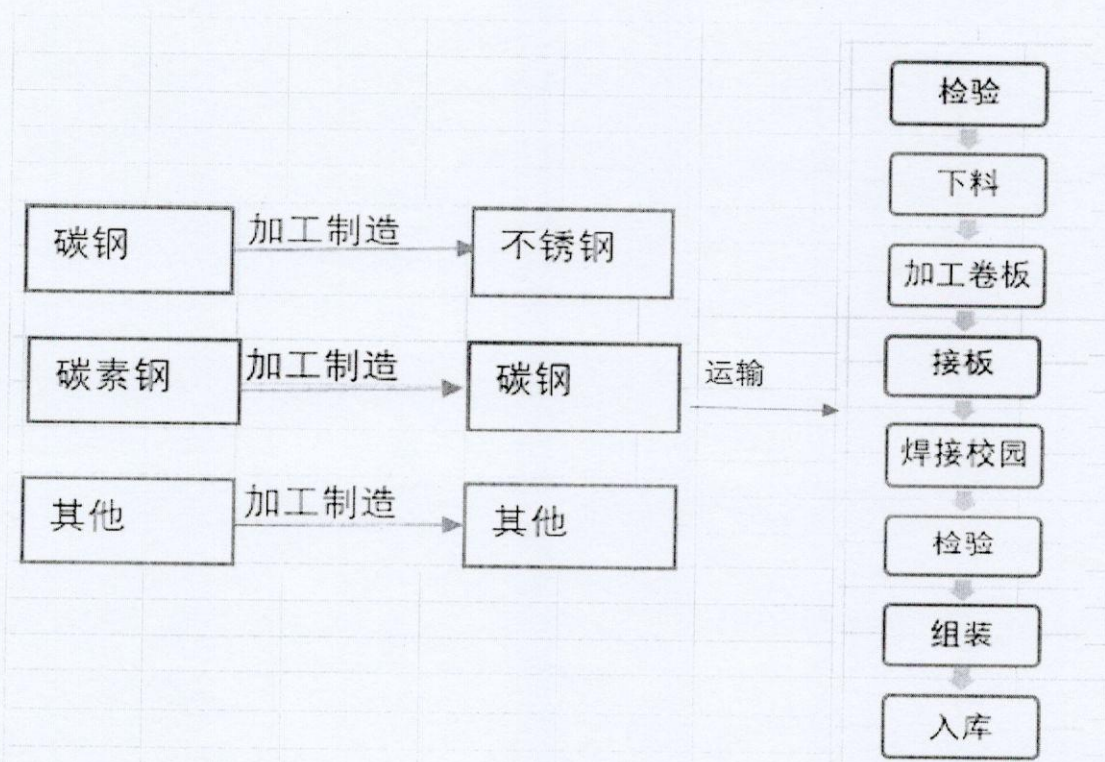 碳钢
加工制造
不锈钢
碳素钢
加工制造
碳钢
运输
其他
加工制造
其他
检验
下料
加工卷板
接板
焊接校园
检验
组装
入库